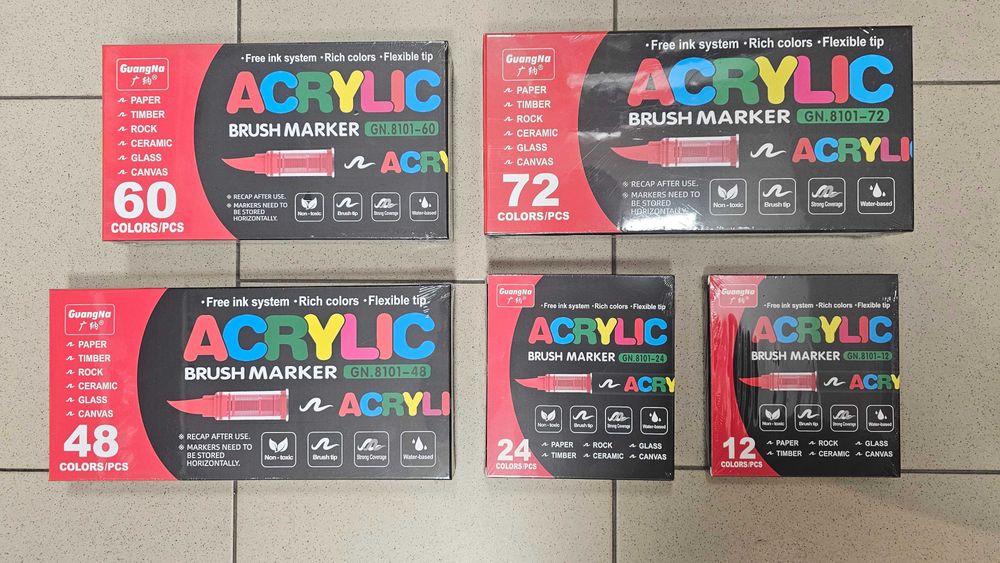 GuangNa
广纳®
PAPER
TIMBER
ROCK
CERAMIC
GLASS
CANVAS
60
COLORS/PCS
·Free ink system ·Rich colors ·Flexible tip
ACRYLIC
BRUSH MARKER GN.8101-60
ACRY
※ RECAP AFTER USE.
※ MARKERS NEED TO
BE STORED
HORIZONTALLY.
Non-toxic Brush tip Strong Coverage Water-based
GuangNa
广纳®
PAPER
TIMBER
ROCK
CERAMIC
GLASS
CANVAS
72
COLORS/PCS
·Free ink system ·Rich colors ·Flexible tip
ACRYLIC
BRUSH MARKER GN.8101-72
ACRYLI
※ RECAP AFTER USE.
※ MARKERS NEED TO
BE STORED
HORIZONTALLY.
Non-toxic Brush tip Strong Coverage Water-based
GuangNa
广纳®
PAPER
TIMBER
ROCK
CERAMIC
GLASS
CANVAS
48
COLORS/PCS
·Free ink system ·Rich colors ·Flexible tip
ACRYLIC
BRUSH MARKER GN.8101-48
ACRYLI
※ RECAP AFTER USE.
※ MARKERS NEED TO
BE STORED
HORIZONTALLY.
Non-toxic Brush tip Strong Coverage Water-based
GuangNa
广纳®
·Free ink system ·Rich colors ·Flexible tip
ACRYLIC
BRUSH MARKER GN.8101-24
ACRY
Non-toxic Brush tip Strong Coverage Water-based
24
COLORS/PCS
PAPER ROCK GLASS
TIMBER CERAMIC CANVAS
GuangNa
广纳®
·Free ink system ·Rich colors ·Flexible tip
ACRYLIC
BRUSH MARKER GN.8101-12
ACRY
Non-toxic Brush tip Strong Coverage Water-based
12
COLORS/PCS
PAPER ROCK GLASS
TIMBER CERAMIC CANVAS